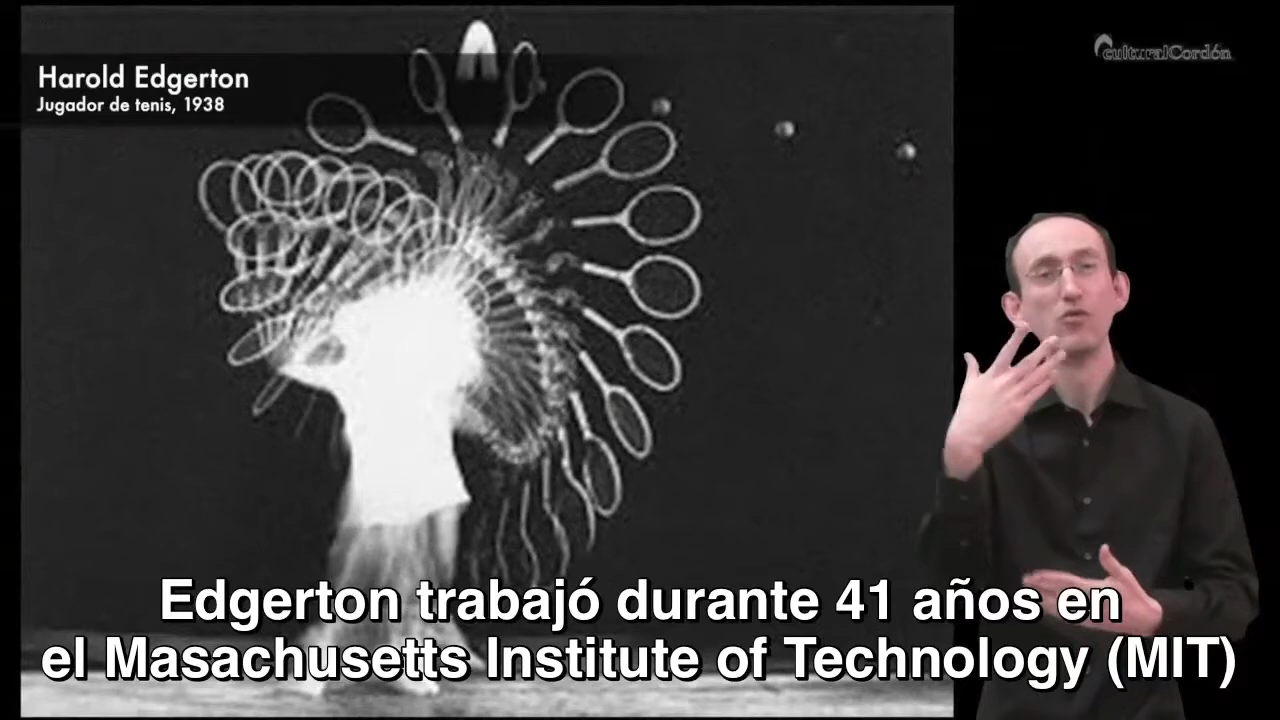 Harold Edgerton
Jugador de tenis, 1938
culturalCordón
Edgerton trabajó durante 41 años en
el Masachusetts Institute of Technology (MIT)